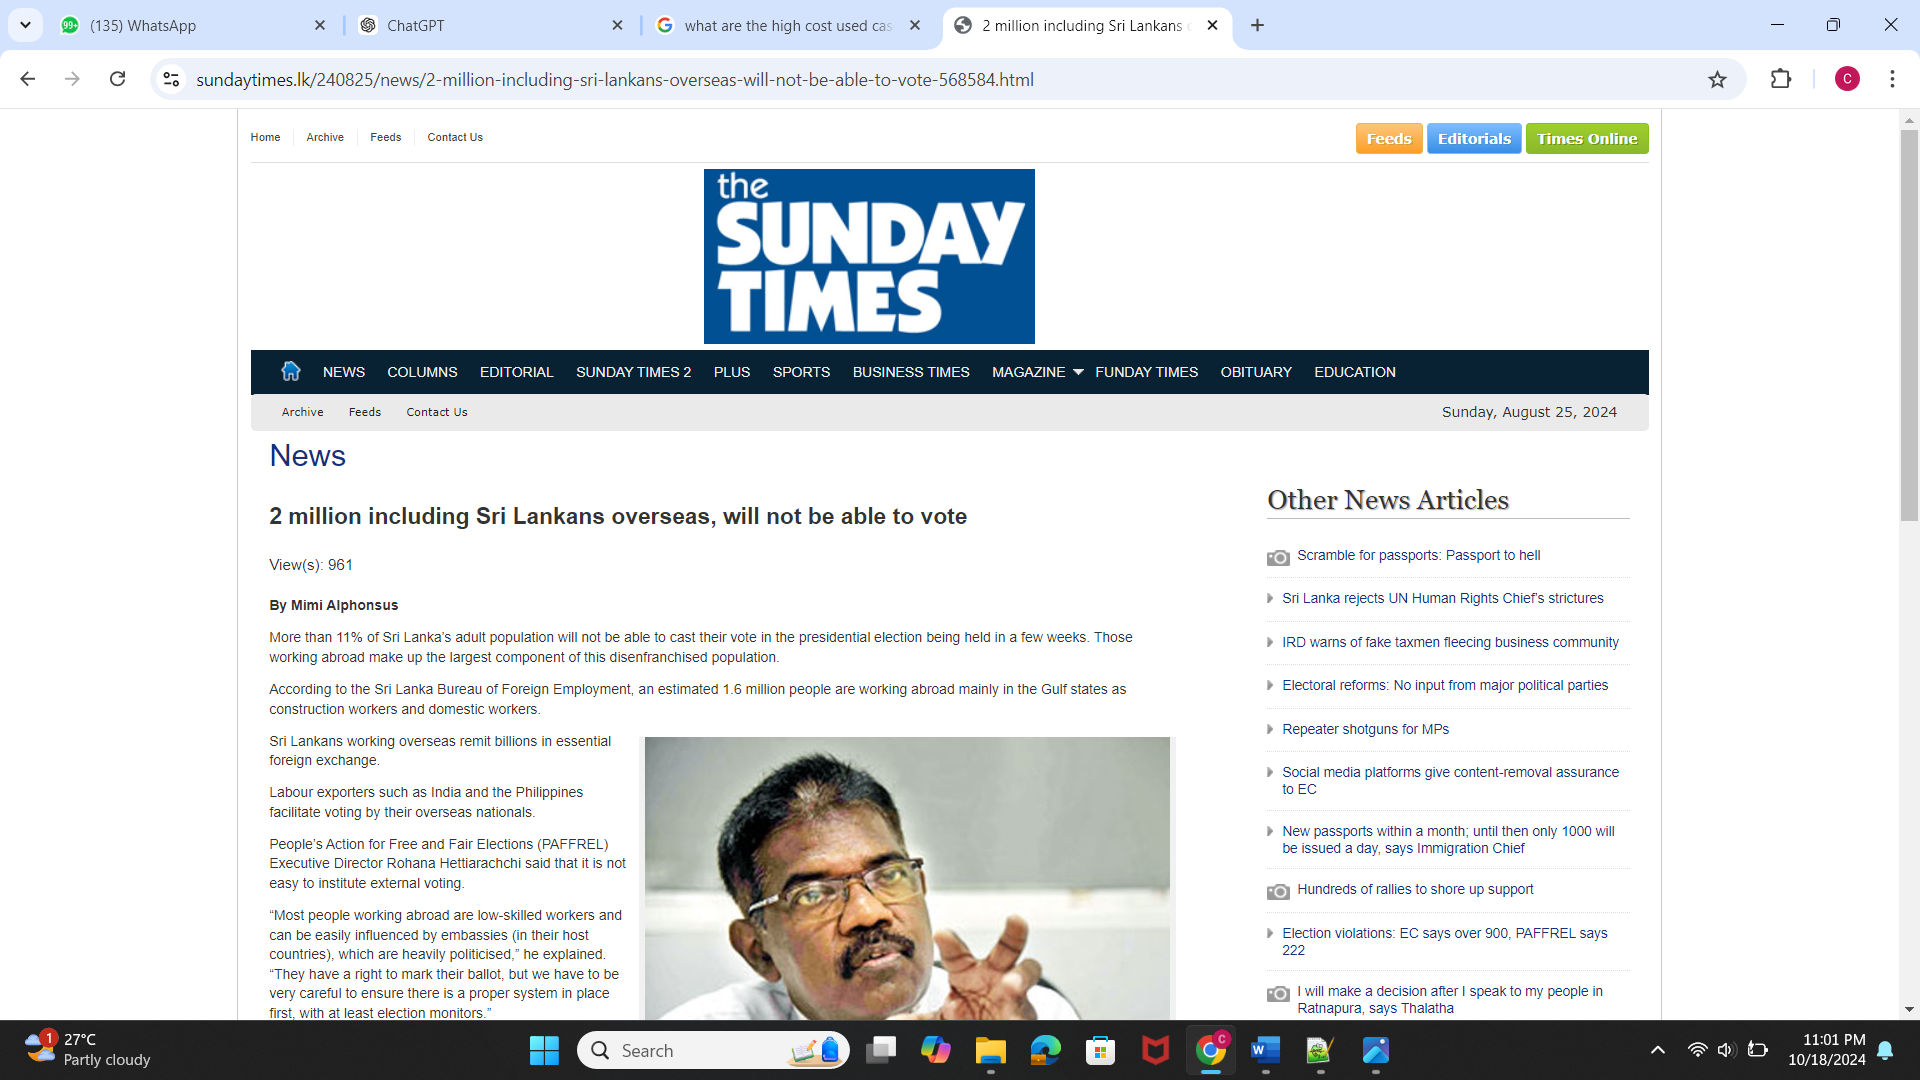 (135) WhatsApp
ChatGPT
what are the high cost used cas
2 million including Sri Lankans o
sundaytimes.lk/240825/news/2-million-including-sri-lankans-overseas-will-not-be-able-to-vote-568584.html
C
Home Archive Feeds Contact Us
Feeds Editorials Times Online
the
SUNDAY
TIMES
NEWS COLUMNS EDITORIAL SUNDAY TIMES 2 PLUS SPORTS BUSINESS TIMES MAGAZINE FUNDAY TIMES OBITUARY EDUCATION
Archive Feeds Contact Us
Sunday, August 25, 2024
News
2 million including Sri Lankans overseas, will not be able to vote
View(s): 961
By Mimi Alphonsus
More than 11% of Sri Lanka's adult population will not be able to cast their vote in the presidential election being held in a few weeks. Those
working abroad make up the largest component of this disenfranchised population.
According to the Sri Lanka Bureau of Foreign Employment, an estimated 1.6 million people are working abroad mainly in the Gulf states as
construction workers and domestic workers.
Sri Lankans working overseas remit billions in essential
foreign exchange.
Labour exporters such as India and the Philippines
facilitate voting by their overseas nationals.
People's Action for Free and Fair Elections (PAFFREL)
Executive Director Rohana Hettiarachchi said that it is not
easy to institute external voting.
“Most people working abroad are low-skilled workers and
can be easily influenced by embassies (in their host
countries), which are heavily politicised,” he explained.
“They have a right to mark their ballot, but we have to be
very careful to ensure there is a proper system in place
first, with at least election monitors.”
Other News Articles
Scramble for passports: Passport to hell
Sri Lanka rejects UN Human Rights Chief's strictures
IRD warns of fake taxmen fleecing business community
Electoral reforms: No input from major political parties
Repeater shotguns for MPs
Social media platforms give content-removal assurance
to EC
New passports within a month; until then only 1000 will
be issued a day, says Immigration Chief
Hundreds of rallies to shore up support
Election violations: EC says over 900, PAFFREL says
222
I will make a decision after I speak to my people in
Ratnapura, says Thalatha
1
27°C
Partly cloudy
Search
C
W
11:01 PM
10/18/2024